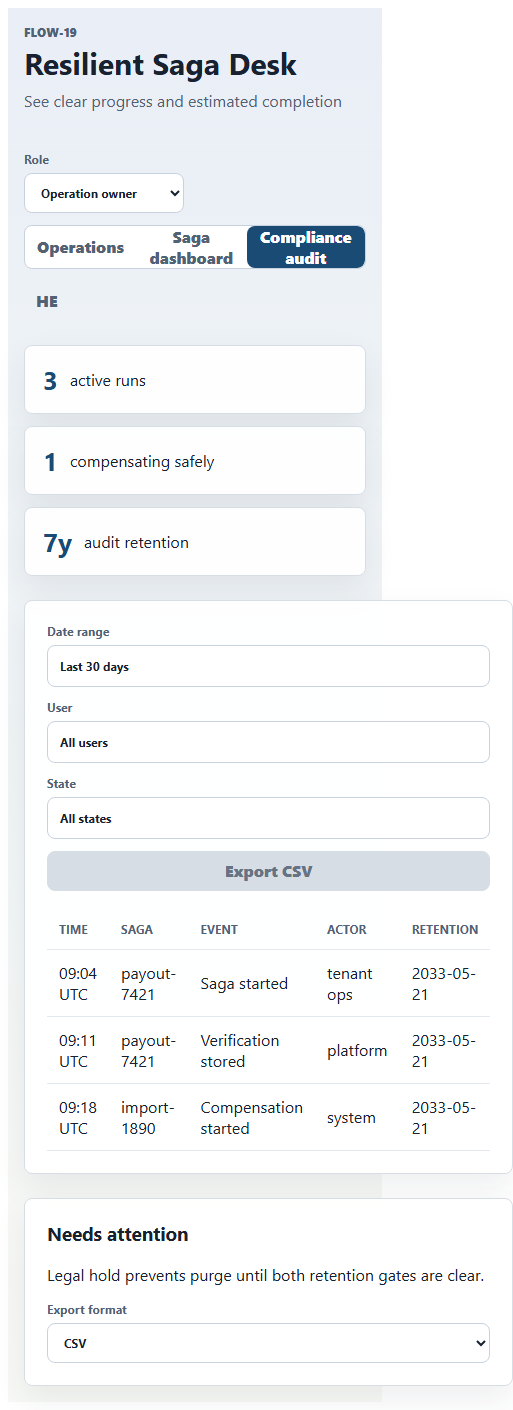 FLOW-19
Resilient Saga Desk
See clear progress and estimated completion
Role
Operation owner
Operations
Saga
dashboard
Compliance
audit
HE
3 active runs
1 compensating safely
7y audit retention
Date range
Last 30 days
User
All users
State
All states
Export CSV
TIME SAGA EVENT ACTOR RETENTION
09:04 UTC payout-7421 Saga started tenant ops 2033-05-21
09:11 UTC payout-7421 Verification stored platform 2033-05-21
09:18 UTC import-1890 Compensation started system 2033-05-21
Needs attention
Legal hold prevents purge until both retention gates are clear.
Export format
CSV